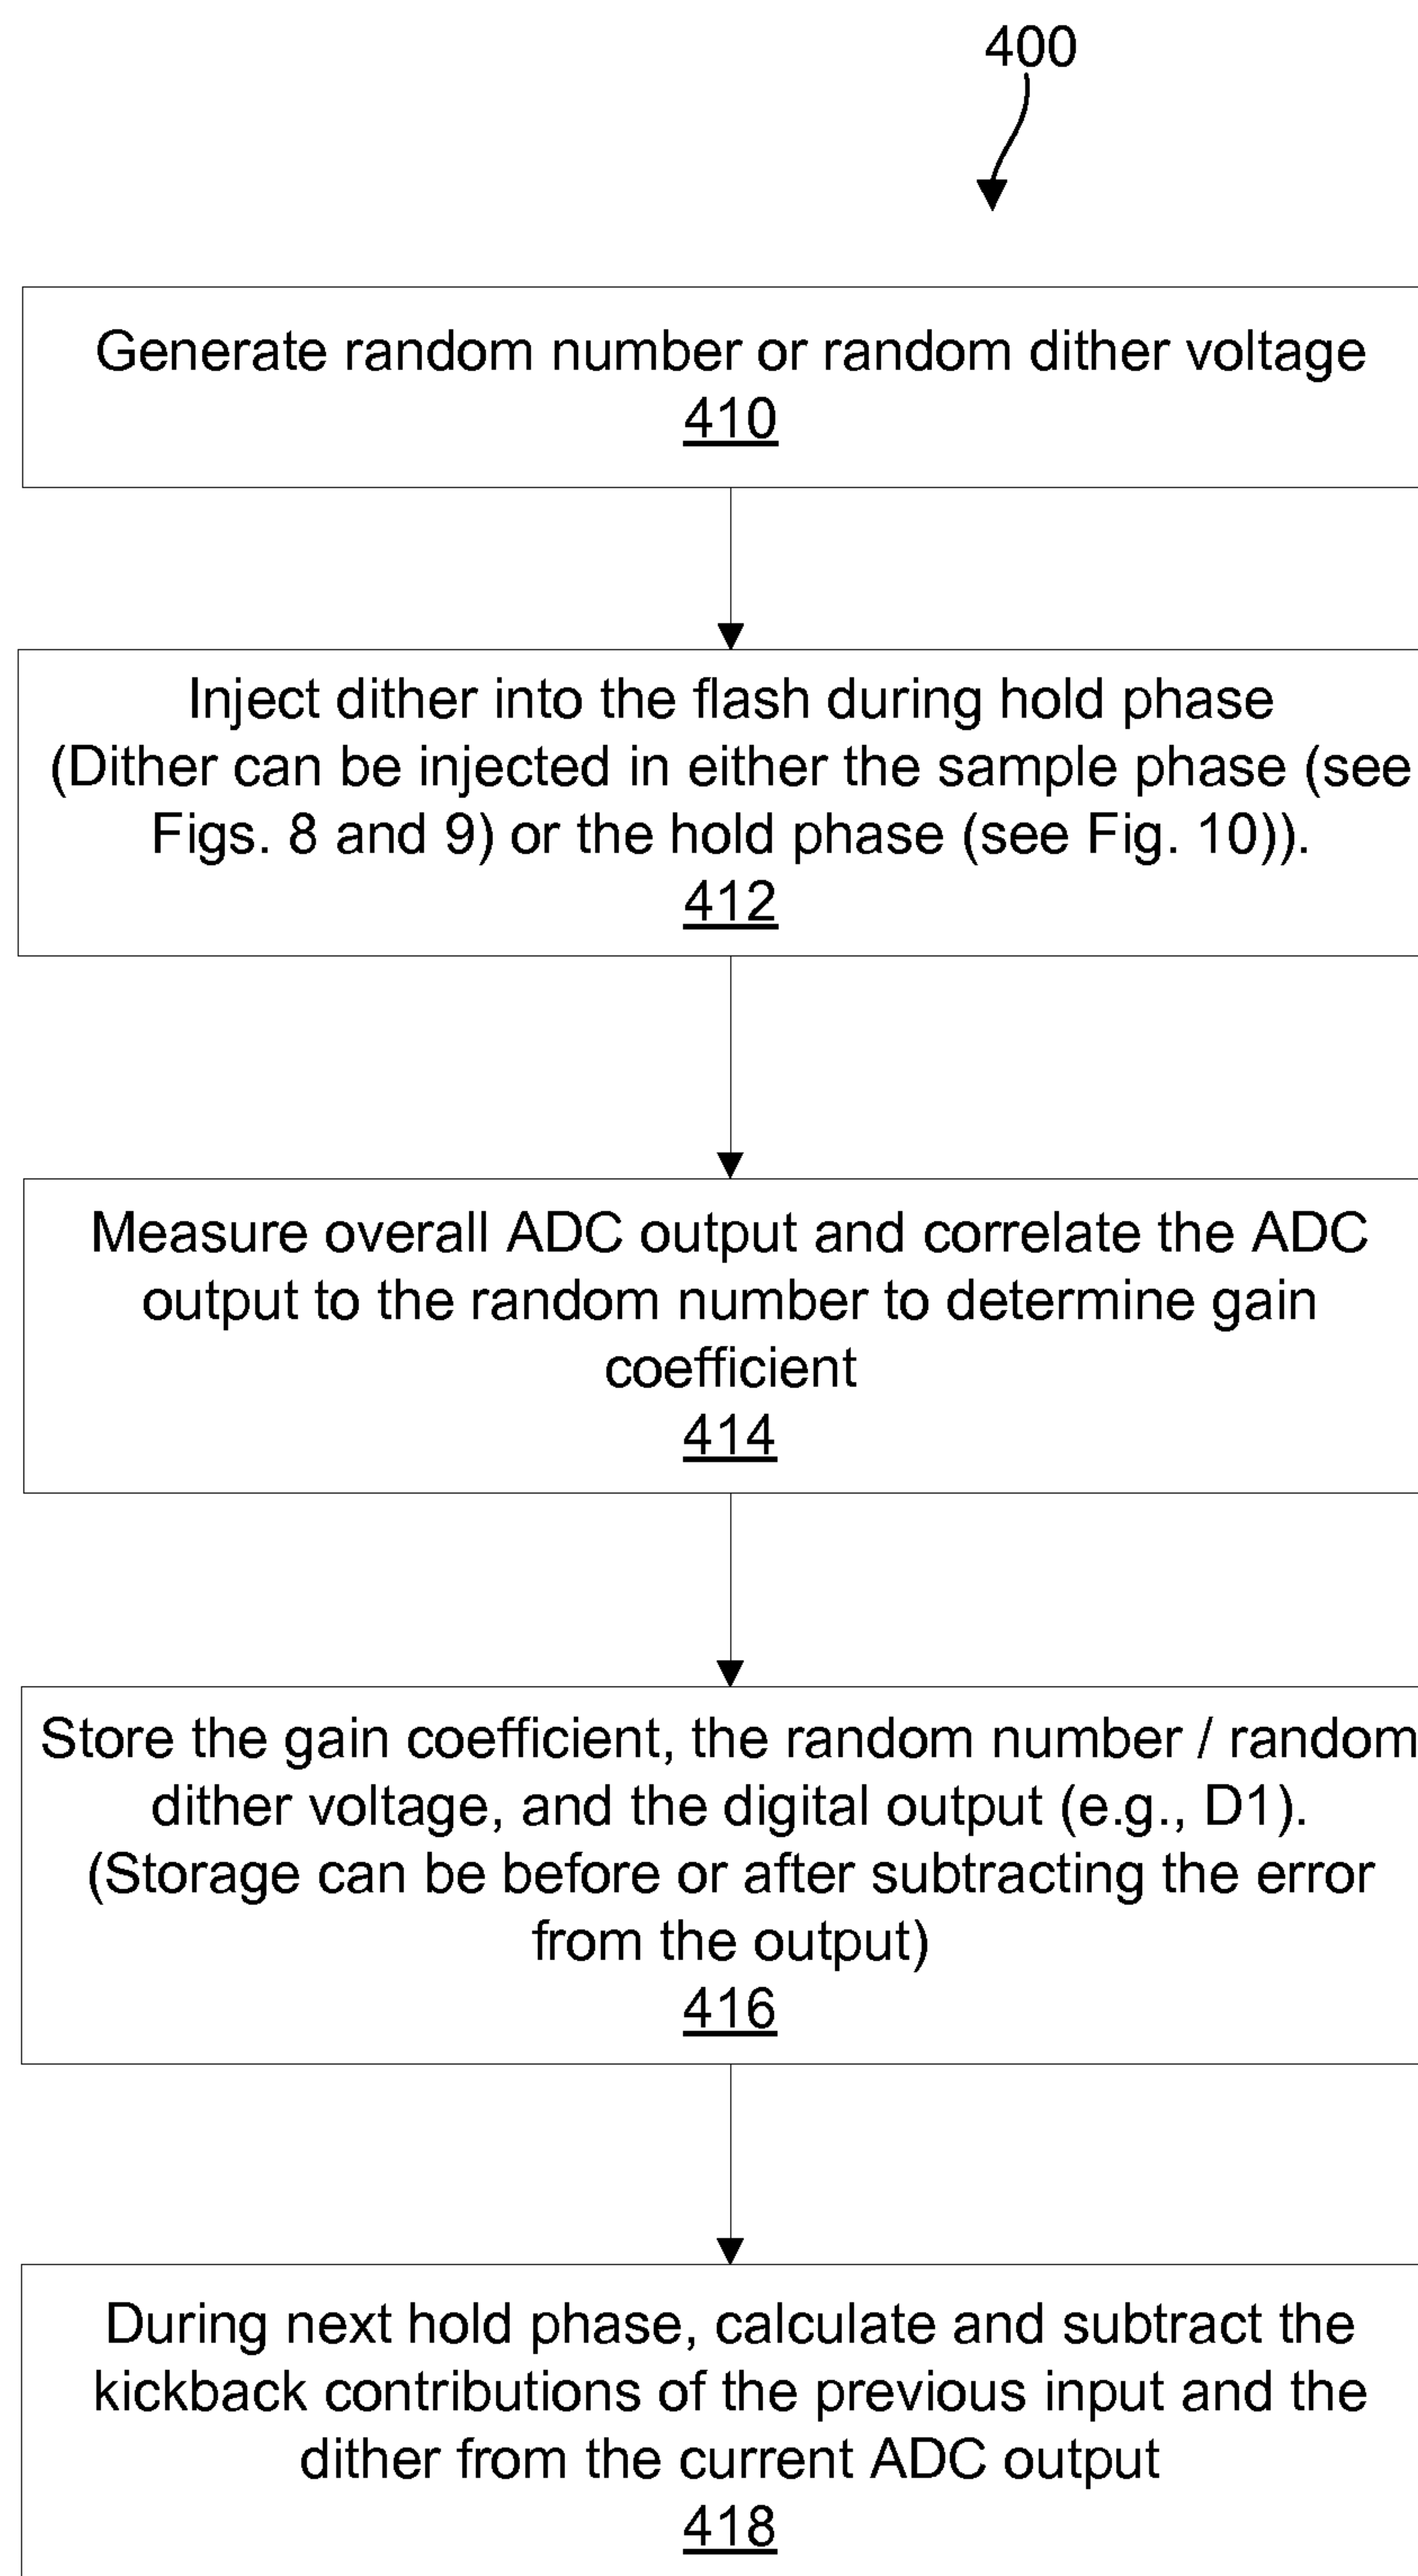 400
Generate random number or random dither voltage
410
Inject dither into the flash during hold phase
(Dither can be injected in either the sample phase (see
Figs. 8 and 9) or the hold phase (see Fig. 10)).
412
Measure overall ADC output and correlate the ADC
output to the random number to determine gain
coefficient
414
Store the gain coefficient, the random number / random
dither voltage, and the digital output (e.g., D1).
(Storage can be before or after subtracting the error
from the output)
416
During next hold phase, calculate and subtract the
kickback contributions of the previous input and the
dither from the current ADC output
418